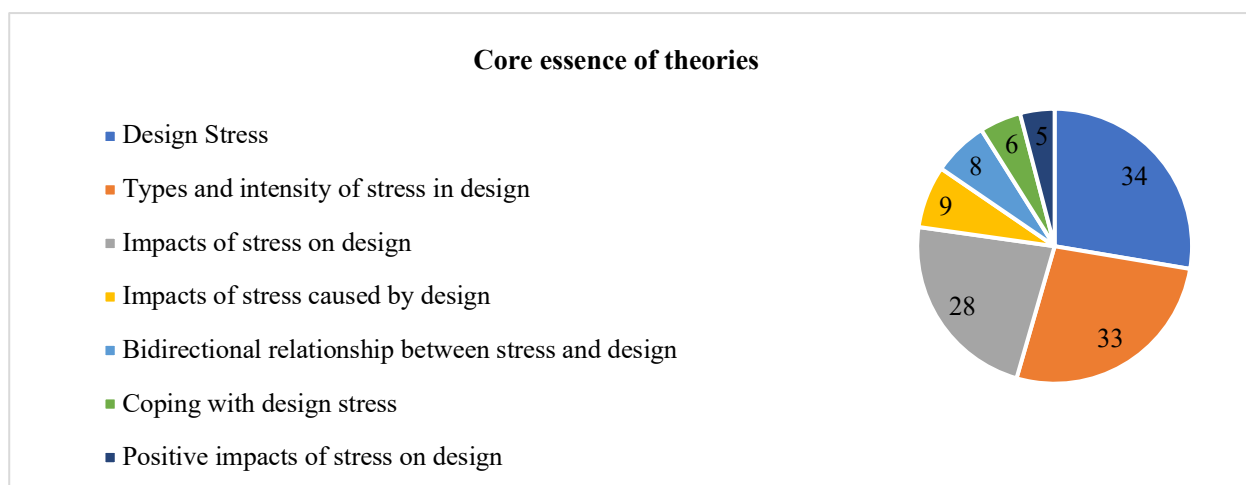 Core essence of theories
Design Stress
Types and intensity of stress in design
Impacts of stress on design
Impacts of stress caused by design
Bidirectional relationship between stress and design
Coping with design stress
Positive impacts of stress on design
34
33
28
9
8
6
5